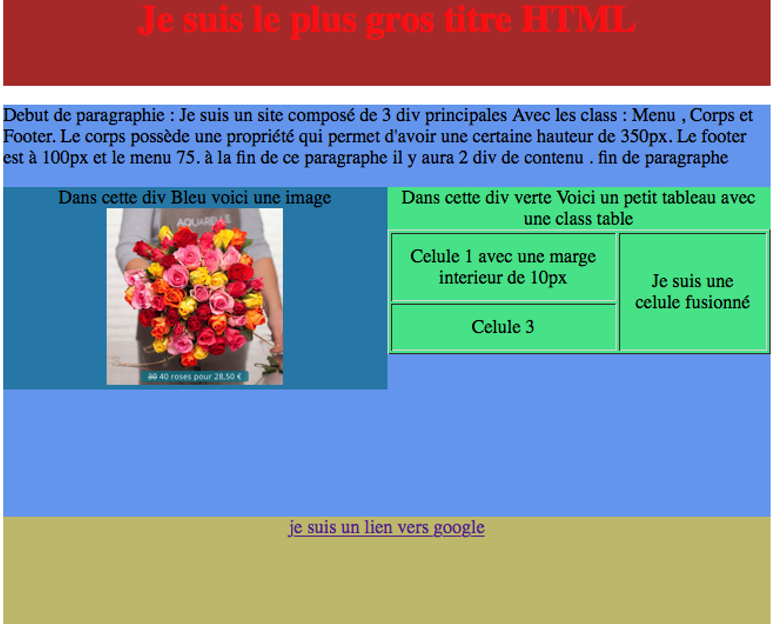 Je suis le plus gros titre HTML
Debut de paragraphie : Je suis un site composé de 3 div principales Avec les class : Menu , Corps et
Footer. Le corps possède une propriété qui permet d'avoir une certaine hauteur de 350px. Le footer
est à 100px et le menu 75. à la fin de ce paragraphe il y aura 2 div de contenu . fin de paragraphe
Dans cette div Bleu voici une image
AQUARELLE
30 40 roses pour 28,50 €
Dans cette div verte Voici un petit tableau avec
une class table
Celule 1 avec une marge
interieur de 10px
Je suis une
celule fusionné
Celule 3
je suis un lien vers google